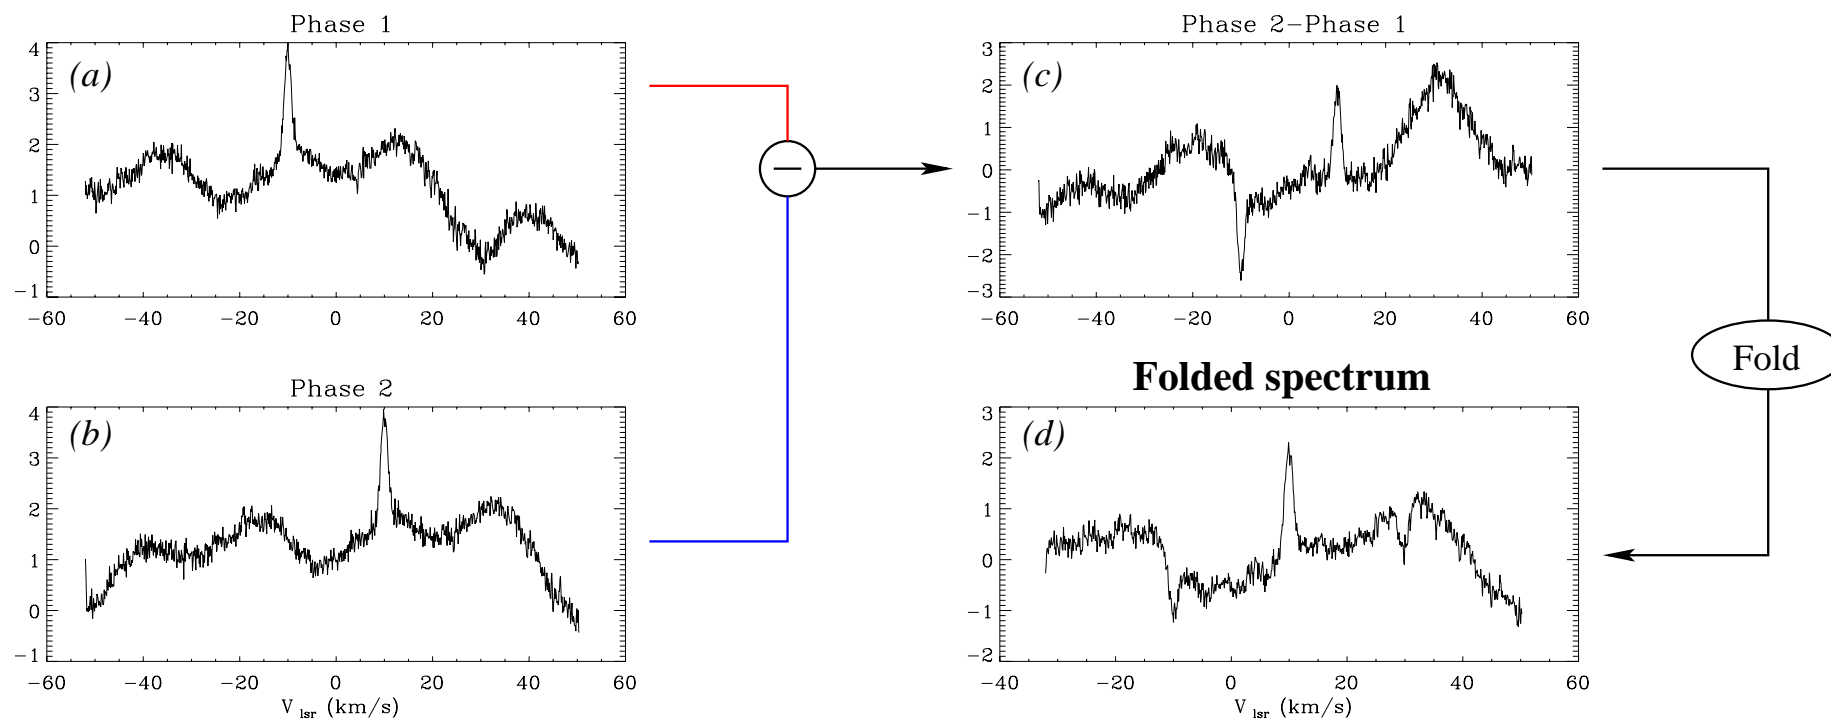 Phase 1
(a)
4
3
2
1
0
−1
−60 −40 −20 0 20 40 60
Phase 2
(b)
4
3
2
1
0
−1
−60 −40 −20 0 20 40 60
V lsr (km/s)
Phase 2−Phase 1
(c)
3
2
1
0
−1
−2
−3
−60 −40 −20 0 20 40 60
Fold
Folded spectrum
(d)
3
2
1
0
−1
−2
−40 −20 0 20 40 60
V lsr (km/s)